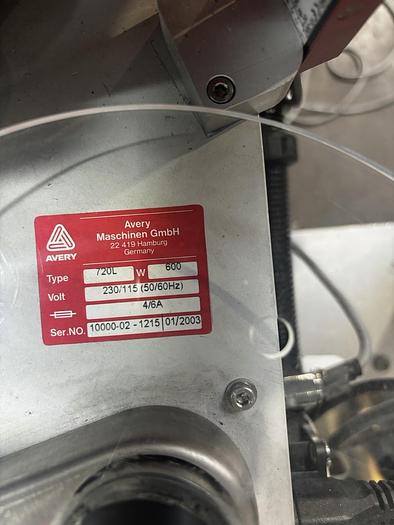 Avery
Maschinen GmbH
22 419 Hamburg
Germany
AVERY
Type 720L W 600
Volt 230/115 (50/60Hz)
4/6A
Ser.NO. 10000-02 - 1215 01/2003